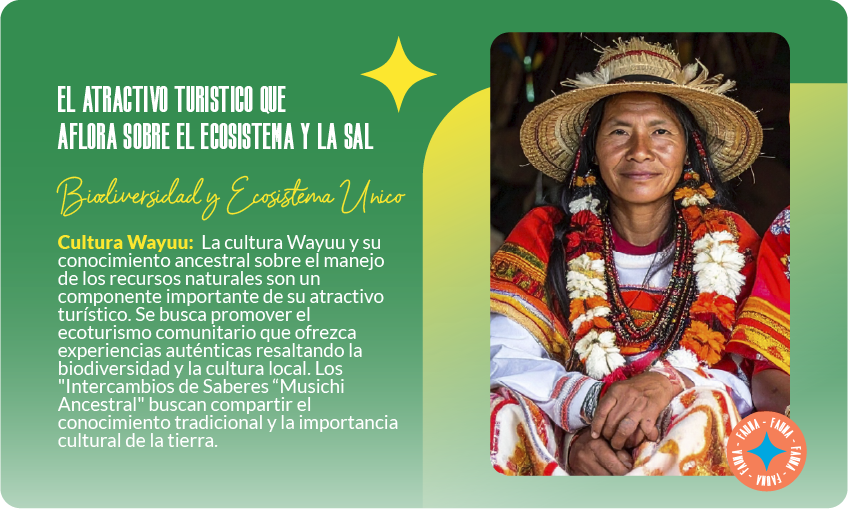 EL ATRACTIVO TURISTICO QUE
AFLORA SOBRE EL ECOSISTEMA Y LA SAL
Biodiversidad y Ecosistema Unico
Cultura Wayuu: La cultura Wayuu y su
conocimiento ancestral sobre el manejo
de los recursos naturales son un
componente importante de su atractivo
turístico. Se busca promover el
ecoturismo comunitario que ofrezca
experiencias auténticas resaltando la
biodiversidad y la cultura local. Los
"Intercambios de Saberes “Musichi
Ancestral" buscan compartir el
conocimiento tradicional y la importancia
cultural de la tierra.
FAUNA - FAUNA - FAUNA - FAUNA - FAUNA -